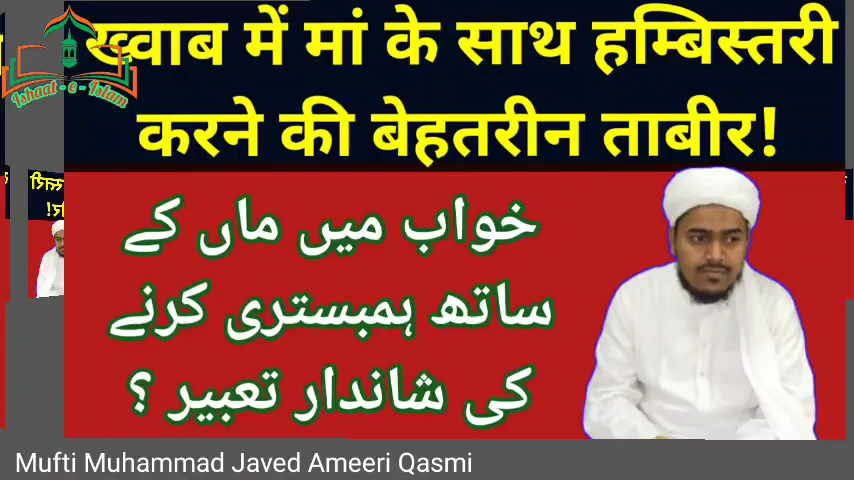 ख्वाब में मां के साथ हम्बिस्तरी
करने की बेहतरीन ताबीर!
Ishaat - e - Islam
خواب میں ماں کے
ساتھ ہمبستری کرنے
کی شاندار تعبیر ؟
Mufti Muhammad Javed Ameeri Qasmi